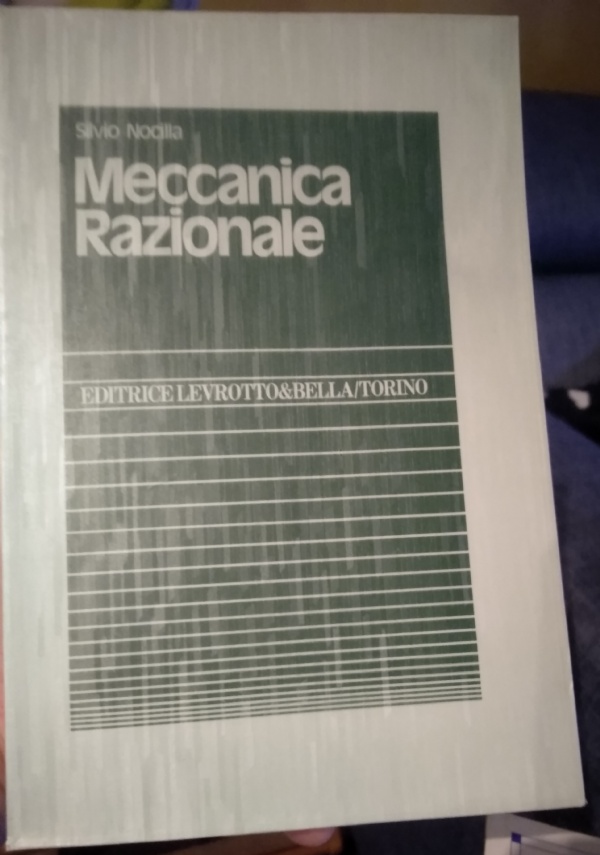 Silvio Nocilla
Meccanica
Razionale
EDITRICE LEVROTTO&BELLA/TORINO